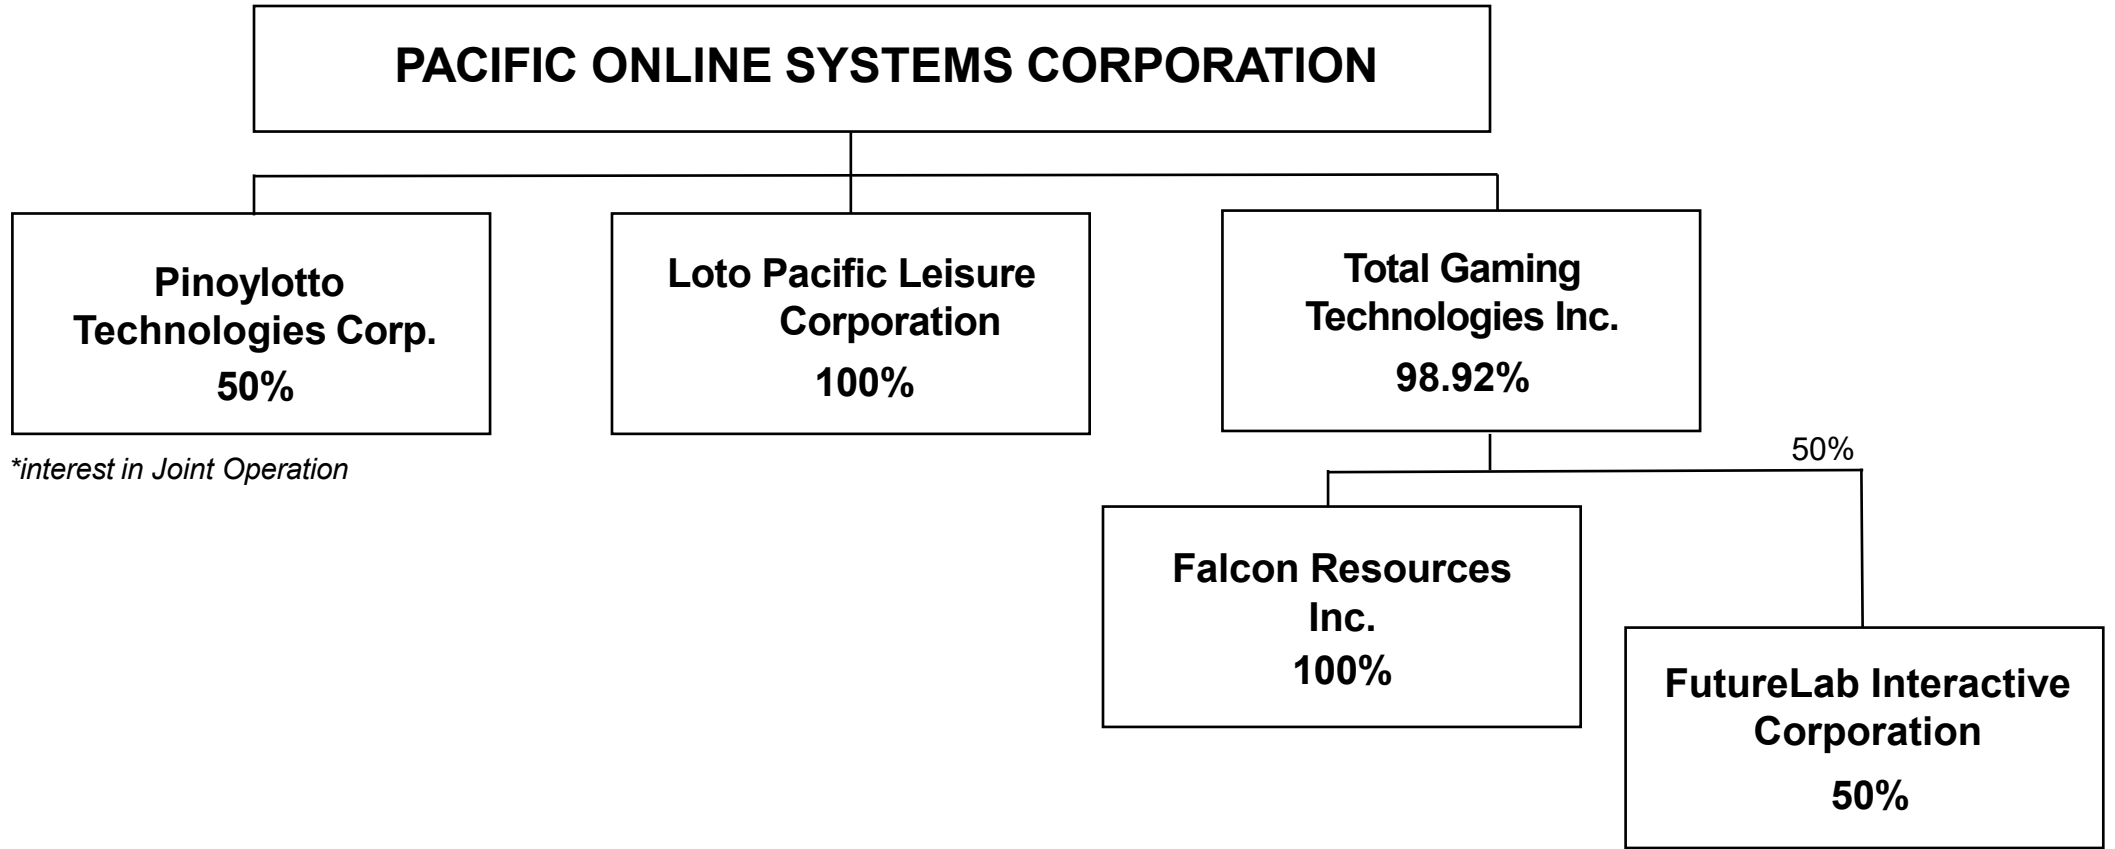 PACIFIC ONLINE SYSTEMS CORPORATION
Pinoylotto
Technologies Corp.
50%
*interest in Joint Operation
Loto Pacific Leisure
Corporation
100%
Total Gaming
Technologies Inc.
98.92%
50%
Falcon Resources
Inc.
100%
FutureLab Interactive
Corporation
50%